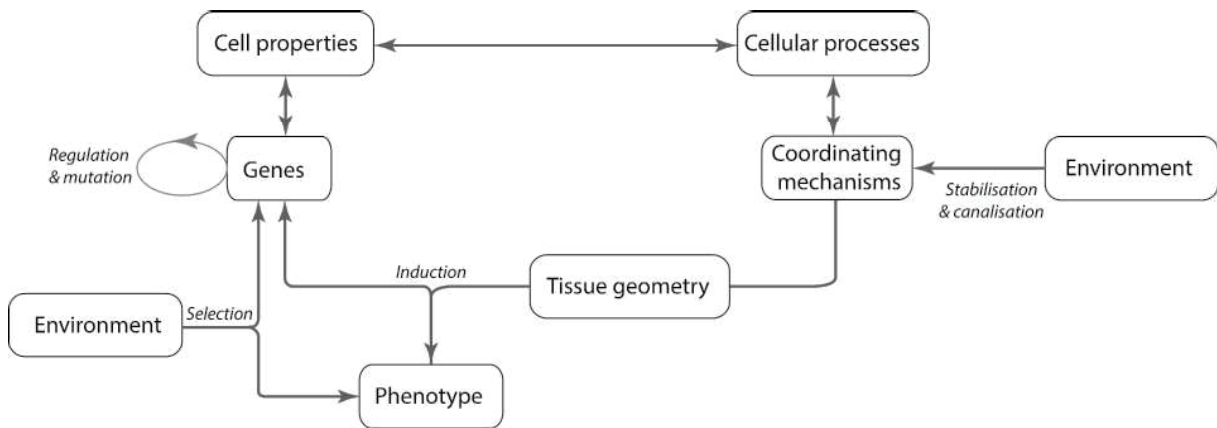 Cell properties
Cellular processes
Regulation
& mutation
Genes
Coordinating
mechanisms
Environment
Stabilisation
& canalisation
Induction
Tissue geometry
Environment
Selection
Phenotype